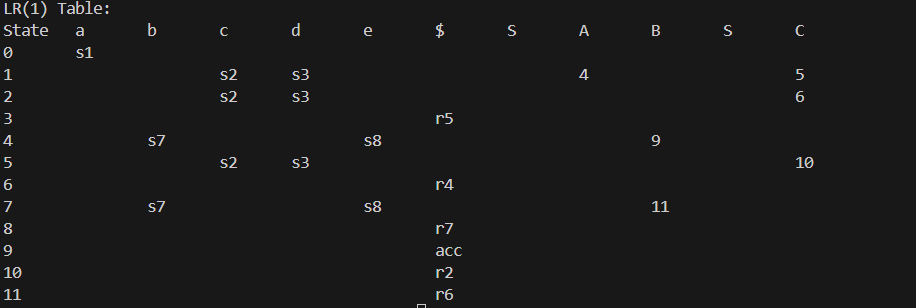 LR(1) Table:
State a b c d e $ S A B S C
0 s1
1 s2 s3 4 5
2 s2 s3 6
3 r5
4 s7 s8 9
5 s2 s3 10
6 r4
7 s7 s8 11
8 r7
9 acc
10 r2
11 r6